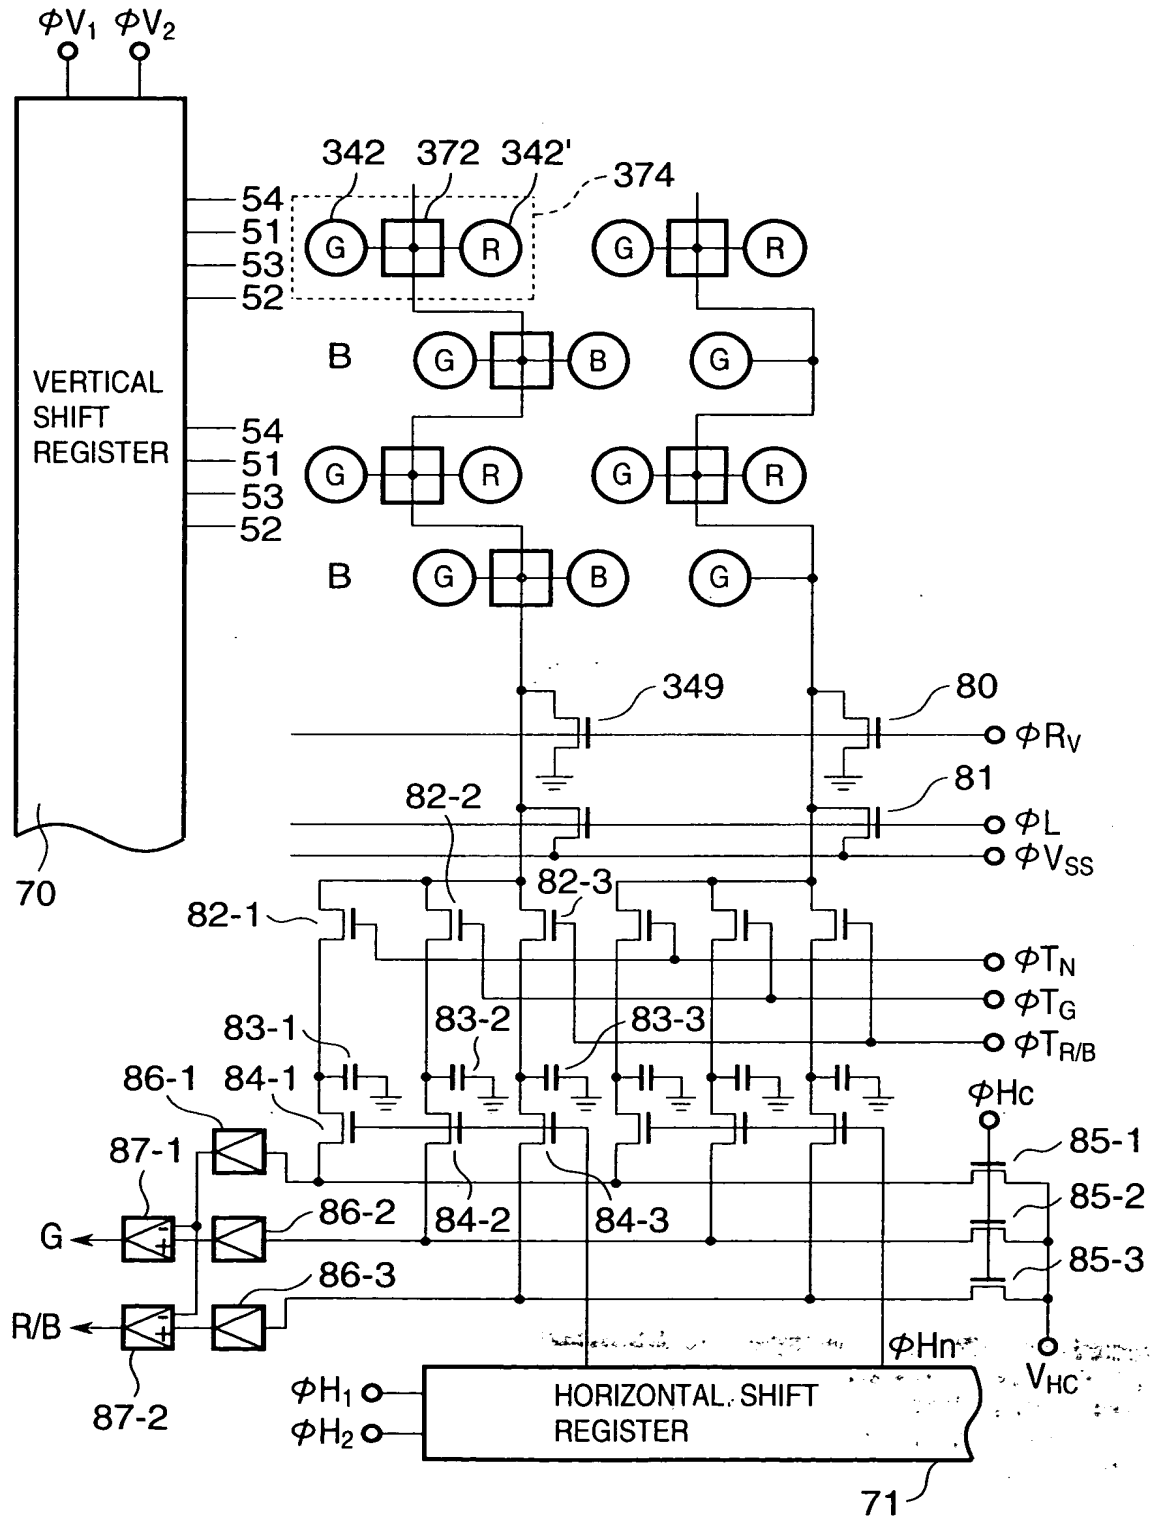 ϕV1 ϕV2
342 372 342' 374
54
51
53
52
G R G R
B G B G
VERTICAL
SHIFT
REGISTER
54
51
53
52
G R G R
B G B G
349 80
ϕRV
82-2 81
ϕL
ϕVSS
70
82-1 82-3
ϕTN
ϕTG
ϕTR/B
83-1 83-2 83-3
86-1 84-1
ϕHc
87-1 85-1
84-2 84-3
85-2
G - + 86-2
85-3
86-3
R/B - +
87-2
ϕHn
VHC
ϕH1
ϕH2
HORIZONTAL SHIFT
REGISTER
71